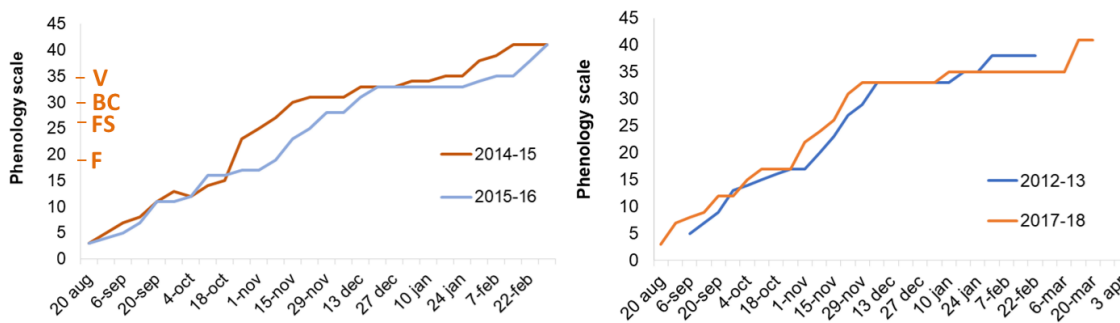 Phenology scale
45
40
35
30
25
20
15
10
5
0
V
BC
FS
F
2014-15
2015-16
20 aug
6-sep
20-sep
4-oct
18-oct
1-nov
15-nov
29-nov
13 dec
27 dec
10 jan
24 jan
7-feb
22-feb
Phenology scale
45
40
35
30
25
20
15
10
5
0
2012-13
2017-18
20 aug
6-sep
20-sep
4-oct
18-oct
1-nov
15-nov
29-nov
13 dec
27 dec
10 jan
24 jan
7-feb
22-feb
6-mar
20-mar
3 ap